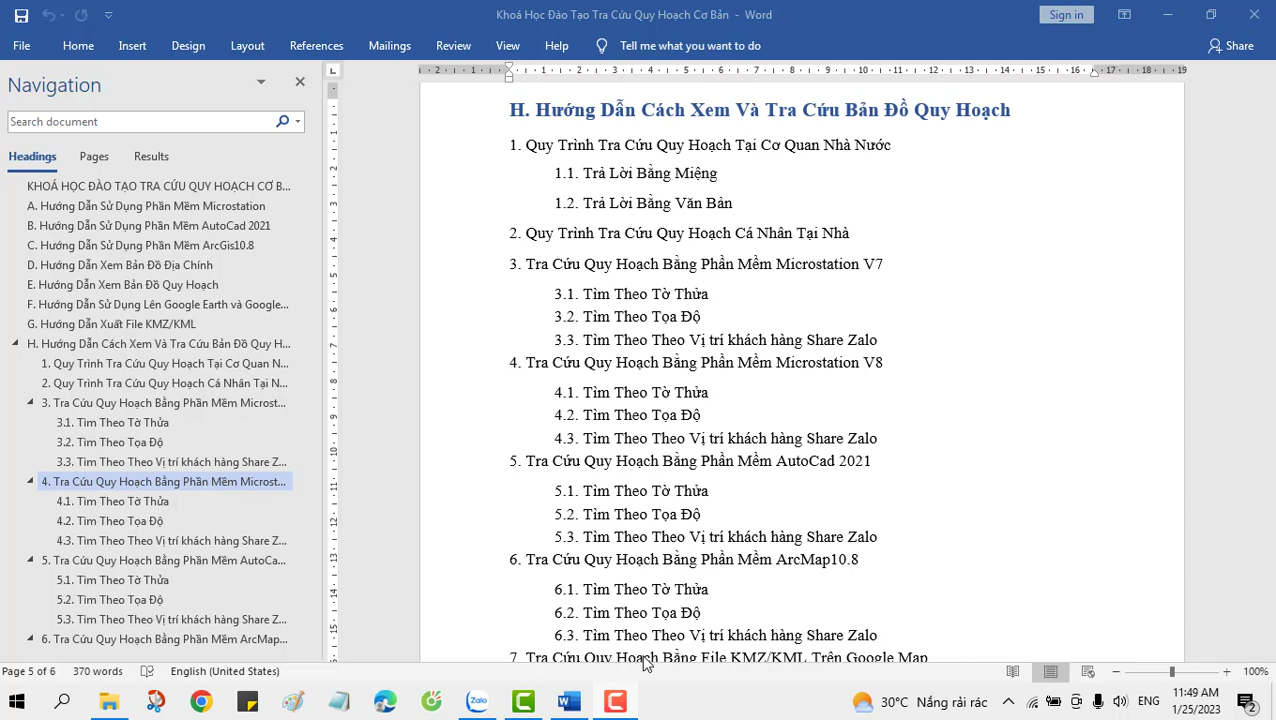 Khoá Học Đào Tạo Tra Cứu Quy Hoạch Cơ Bản - Word
Sign in
File Home Insert Design Layout References Mailings Review View Help Tell me what you want to do Share
Navigation
Search document
Headings Pages Results
KHOÁ HỌC ĐÀO TẠO TRA CỨU QUY HOẠCH CƠ B...
A. Hướng Dẫn Sử Dụng Phần Mềm Microstation
B. Hướng Dẫn Sử Dụng Phần Mềm AutoCad 2021
C. Hướng Dẫn Sử Dụng Phần Mềm ArcGis10.8
D. Hướng Dẫn Xem Bản Đồ Địa Chính
E. Hướng Dẫn Xem Bản Đồ Quy Hoạch
F. Hướng Dẫn Sử Dụng Lên Google Earth và Google...
G. Hướng Dẫn Xuất File KMZ/KML
H. Hướng Dẫn Cách Xem Và Tra Cứu Bản Đồ Quy H...
1. Quy Trình Tra Cứu Quy Hoạch Tại Cơ Quan N...
2. Quy Trình Tra Cứu Quy Hoạch Cá Nhân Tại N...
3. Tra Cứu Quy Hoạch Bằng Phần Mềm Microst...
3.1. Tìm Theo Tờ Thửa
3.2. Tìm Theo Tọa Độ
3.3. Tìm Theo Theo Vị trí khách hàng Share Z...
4. Tra Cứu Quy Hoạch Bằng Phần Mềm Microst...
4.1. Tìm Theo Tờ Thửa
4.2. Tìm Theo Tọa Độ
4.3. Tìm Theo Theo Vị trí khách hàng Share Z...
5. Tra Cứu Quy Hoạch Bằng Phần Mềm AutoCa...
5.1. Tìm Theo Tờ Thửa
5.2. Tìm Theo Tọa Độ
5.3. Tìm Theo Theo Vị trí khách hàng Share Z...
6. Tra Cứu Quy Hoạch Bằng Phần Mềm ArcMap...
2 1 1 2 3 4 5 6 7 8 9 10 11 12 13 14 15 16 17 18 19
H. Hướng Dẫn Cách Xem Và Tra Cứu Bản Đồ Quy Hoạch
1. Quy Trình Tra Cứu Quy Hoạch Tại Cơ Quan Nhà Nước
1.1. Trả Lời Bằng Miệng
1.2. Trả Lời Bằng Văn Bản
2. Quy Trình Tra Cứu Quy Hoạch Cá Nhân Tại Nhà
3. Tra Cứu Quy Hoạch Bằng Phần Mềm Microstation V7
3.1. Tìm Theo Tờ Thửa
3.2. Tìm Theo Tọa Độ
3.3. Tìm Theo Theo Vị trí khách hàng Share Zalo
4. Tra Cứu Quy Hoạch Bằng Phần Mềm Microstation V8
4.1. Tìm Theo Tờ Thửa
4.2. Tìm Theo Tọa Độ
4.3. Tìm Theo Theo Vị trí khách hàng Share Zalo
5. Tra Cứu Quy Hoạch Bằng Phần Mềm AutoCad 2021
5.1. Tìm Theo Tờ Thửa
5.2. Tìm Theo Tọa Độ
5.3. Tìm Theo Theo Vị trí khách hàng Share Zalo
6. Tra Cứu Quy Hoạch Bằng Phần Mềm ArcMap10.8
6.1. Tìm Theo Tờ Thửa
6.2. Tìm Theo Tọa Độ
6.3. Tìm Theo Theo Vị trí khách hàng Share Zalo
7. Tra Cứu Quy Hoạch Bằng File KMZ/KML Trên Google Map
Page 5 of 6 370 words English (United States) 100%
Zalo
30°C Nắng rải rác ENG
11:49 AM
1/25/2023
2